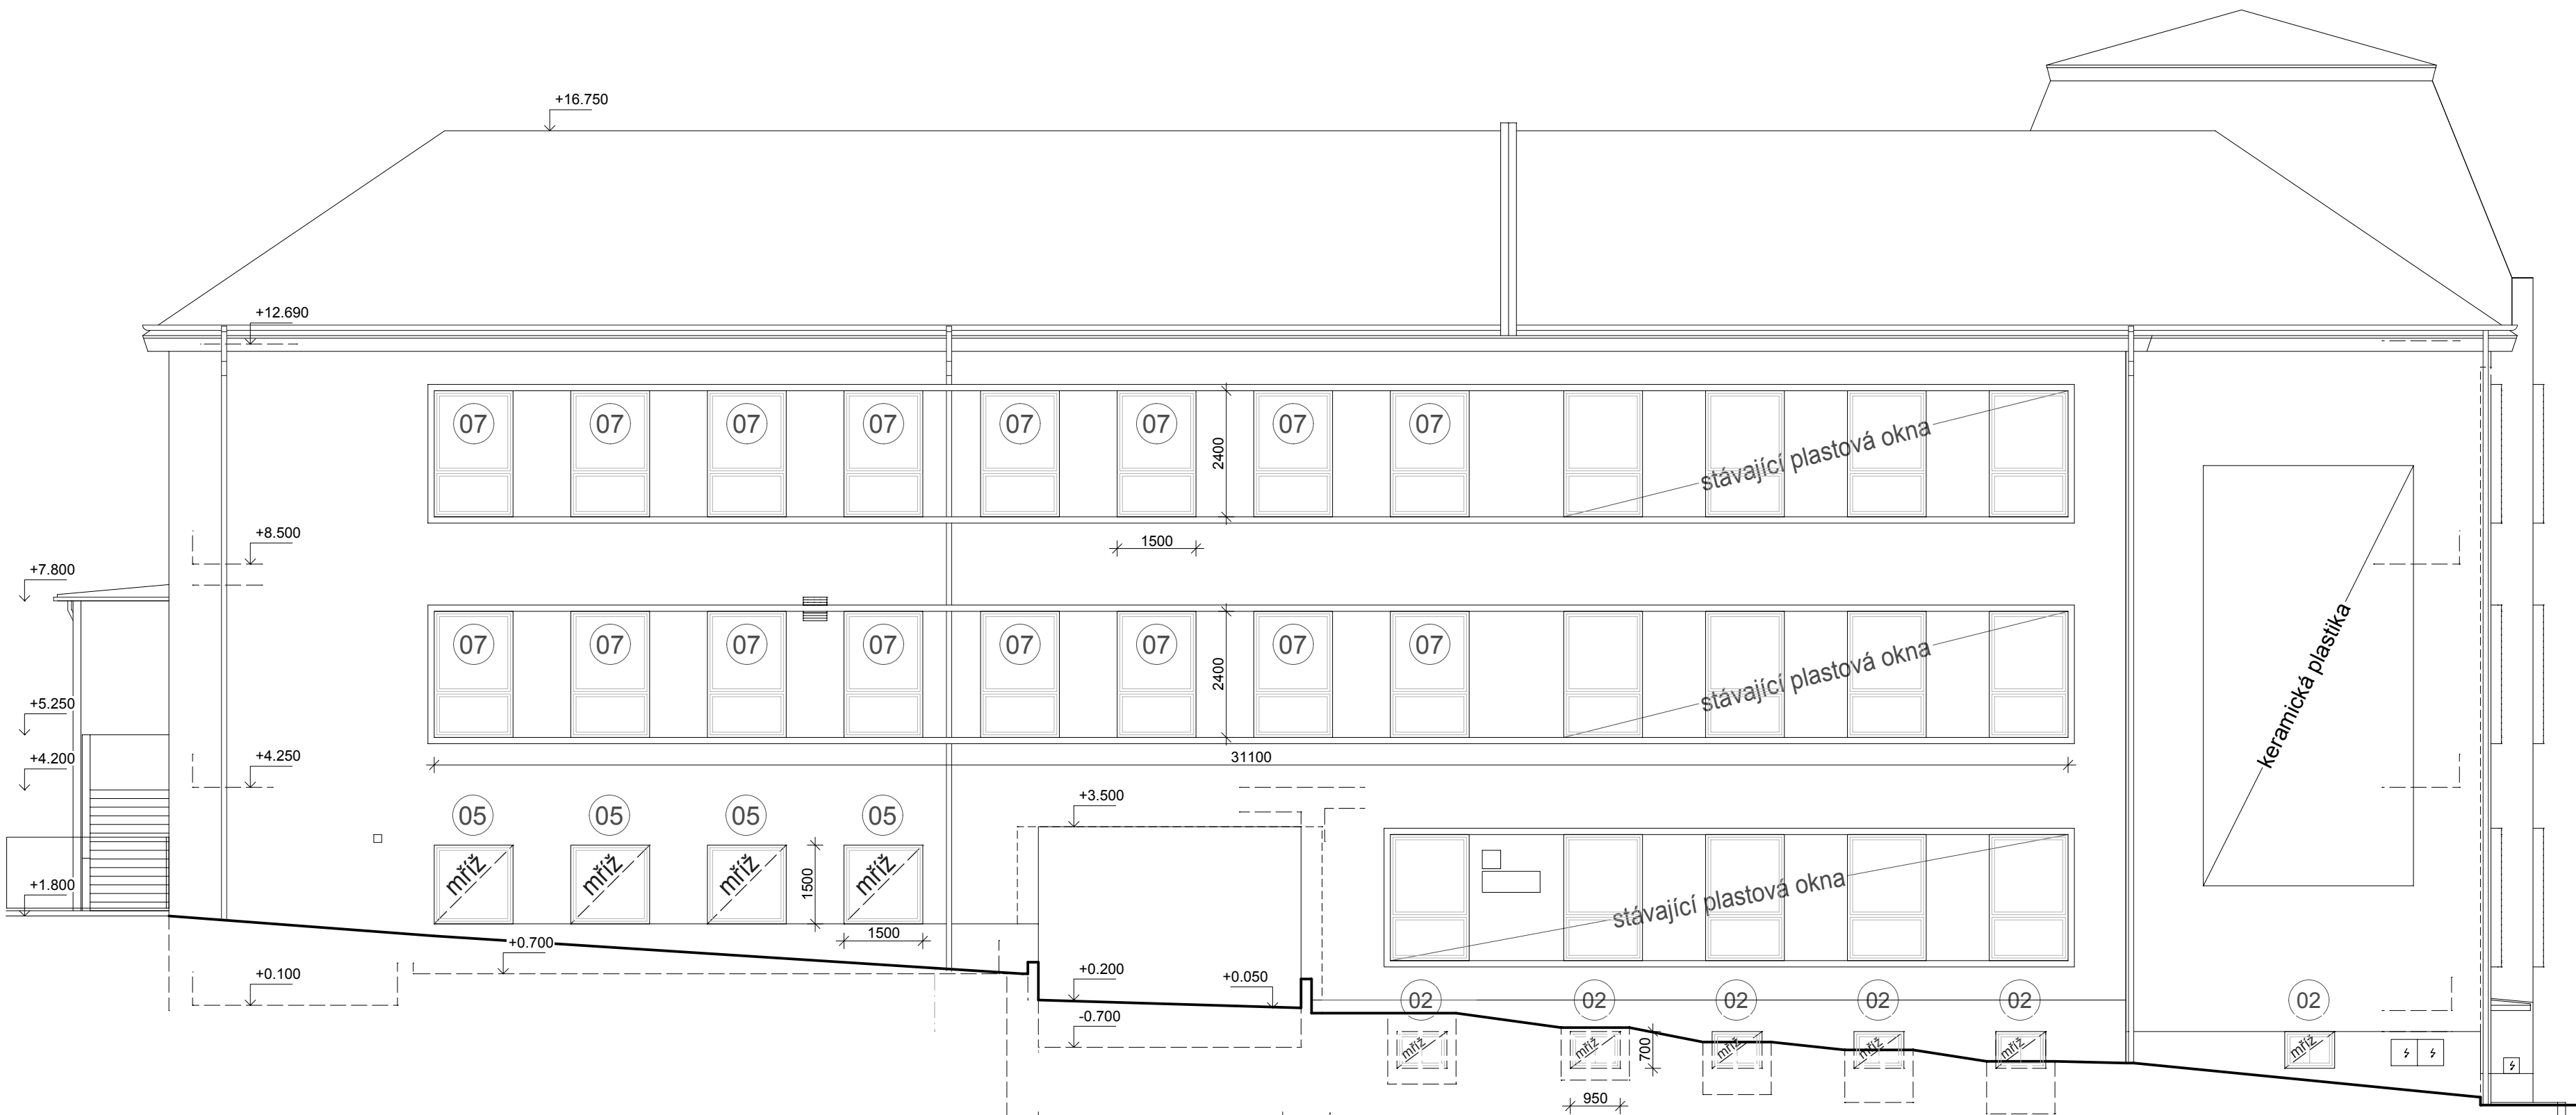 +16.750
+12.690
07 07 07 07 07 07 07 07
2400
stávající plastová okna
+8.500
1500
+7.800
07 07 07 07 07 07 07 07
2400
stávající plastová okna
keramická plastika
+5.250
+4.250
+4.200
31100
+3.500
05 05 05 05
mříž mříž mříž mříž
1500
+1.800
stávající plastová okna
1500
+0.700
+0.100
+0.200
+0.050
-0.700
02 02 02 02 02 02
mříž mříž mříž mříž mříž mříž
700
950